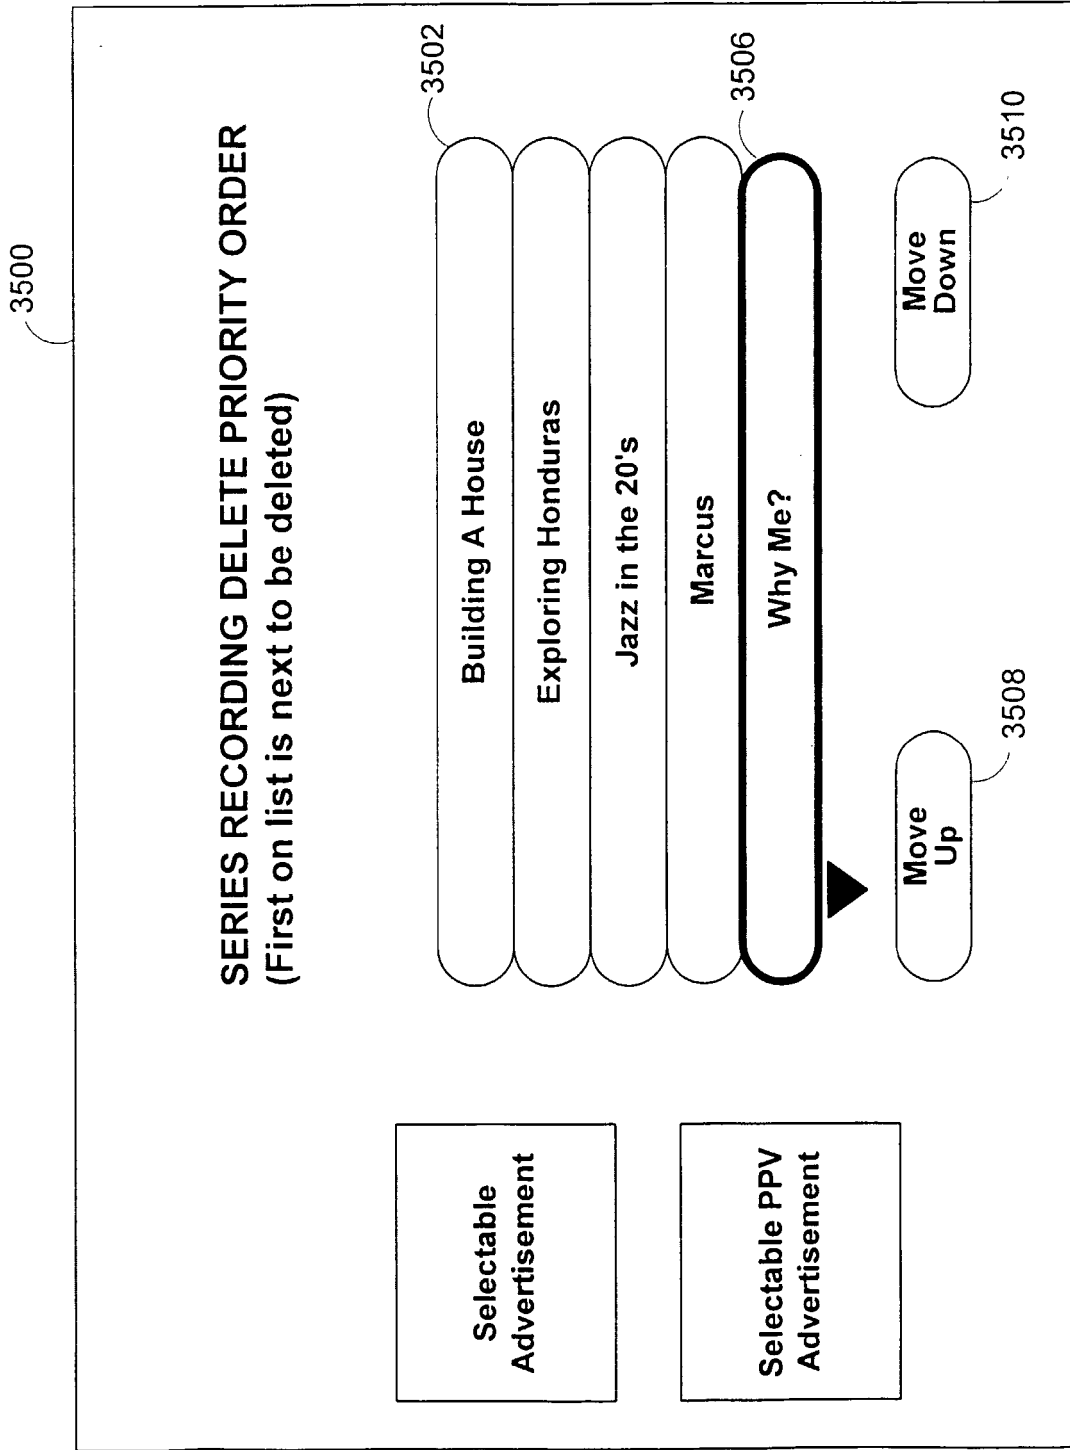 3500
SERIES RECORDING DELETE PRIORITY ORDER
(First on list is next to be deleted)
Selectable
Advertisement
Selectable PPV
Advertisement
3502
Building A House
Exploring Honduras
Jazz in the 20's
Marcus
3506
Why Me?
Move
Up
3508
Move
Down
3510